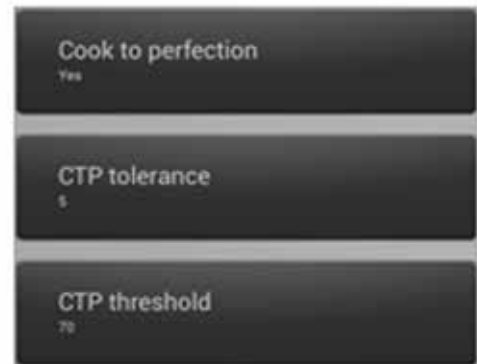 Cook to perfection
Yes
CTP tolerance
5
CTP threshold
70